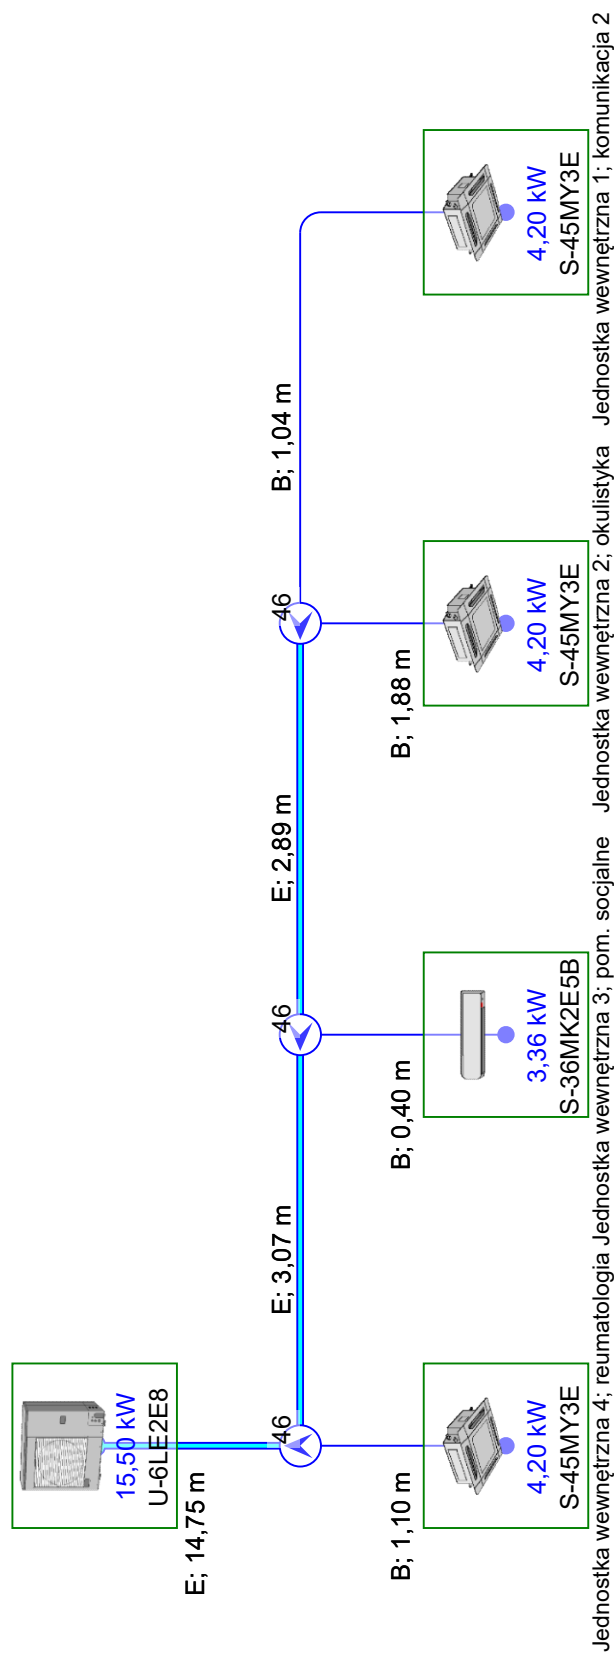 15,50 kW
U-6LE2E8
E; 14,75 m
46
E; 3,07 m
46
E; 2,89 m
46
B; 1,04 m
B; 1,10 m
4,20 kW
S-45MY3E
Jednostka wewnętrzna 4; reumatologia
B; 0,40 m
3,36 kW
S-36MK2E5B
Jednostka wewnętrzna 3; pom. socjalne
B; 1,88 m
4,20 kW
S-45MY3E
Jednostka wewnętrzna 2; okulistyka
4,20 kW
S-45MY3E
Jednostka wewnętrzna 1; komunikacja 2